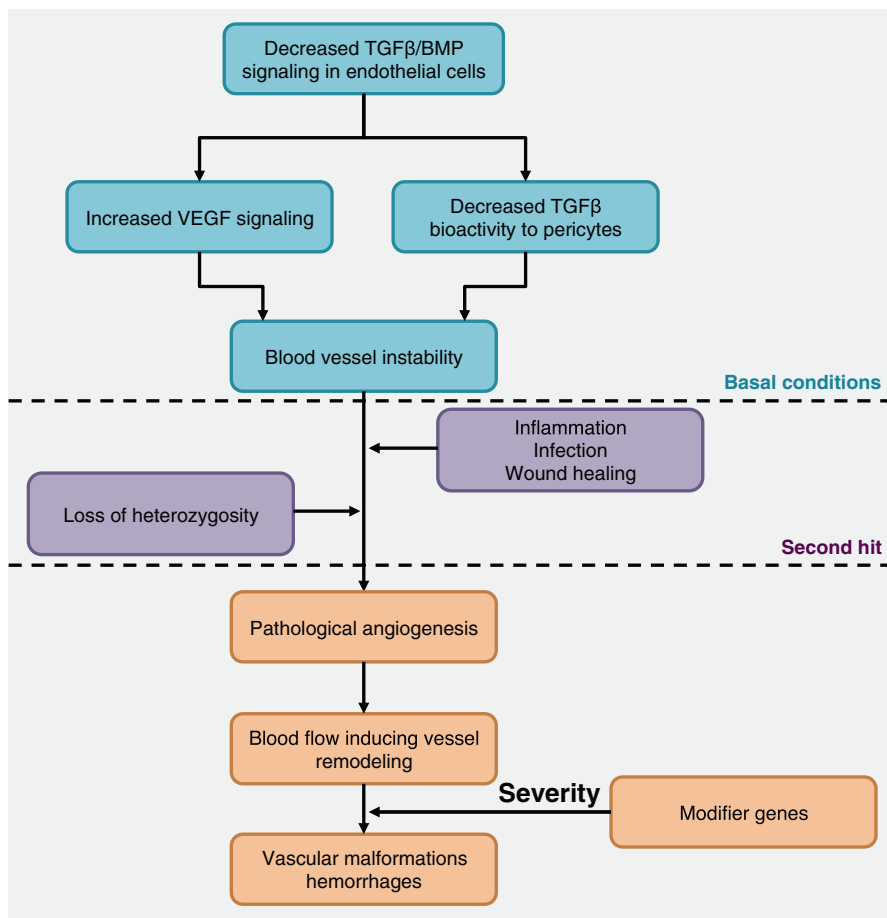 Decreased TGFβ/BMP
signaling in endothelial cells
Increased VEGF signaling
Decreased TGFβ
bioactivity to pericytes
Blood vessel instability
Basal conditions
Inflammation
Infection
Wound healing
Loss of heterozygosity
Second hit
Pathological angiogenesis
Blood flow inducing vessel
remodeling
Severity
Modifier genes
Vascular malformations
hemorrhages